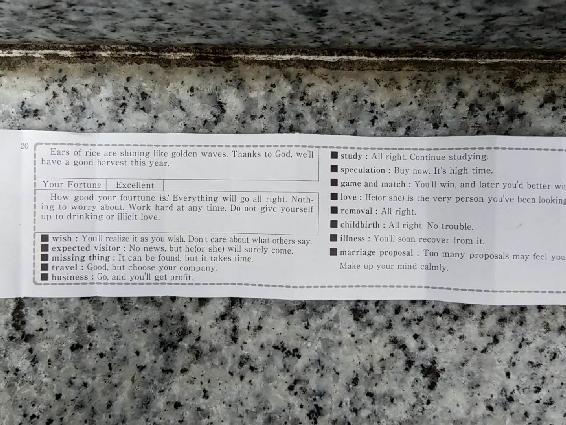 20
Ears of rice are shining like golden waves. Thanks to God, we'll
have a good harvest this year.
Your Fortune Excellent
How good your fourtune is! Everything will go all right. Noth-
ing to worry about. Work hard at any time. Do not give yourself
up to drinking or illicit love.
■ wish : You'll realize it as you wish. Don't care about what others say.
■ expected visitor : No news, but he(or she) will surely come.
■ missing thing : It can be found, but it takes time.
■ travel : Good, but choose your company.
■ business : Go, and you'll get profit.
■ study : All right. Continue studying.
■ speculation : Buy now. It's high time.
■ game and match : You'll win, and later you'd better
■ love : He(or she) is the very person you've been looking
■ removal : All right.
■ childbirth : All right. No trouble.
■ illness : You'll soon recover from it.
■ marriage proposal : Too many proposals may feel
Make up your mind calmly.